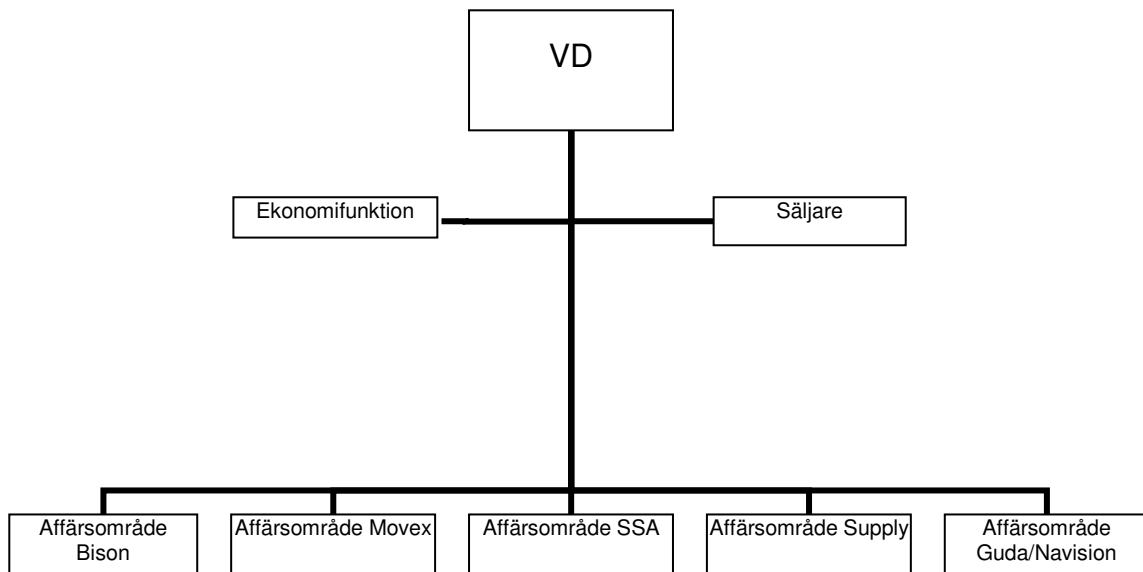 VD
Ekonomifunktion
Säljare
Affärsområde
Bison
Affärsområde Movex
Affärsområde SSA
Affärsområde Supply
Affärsområde
Guda/Navision